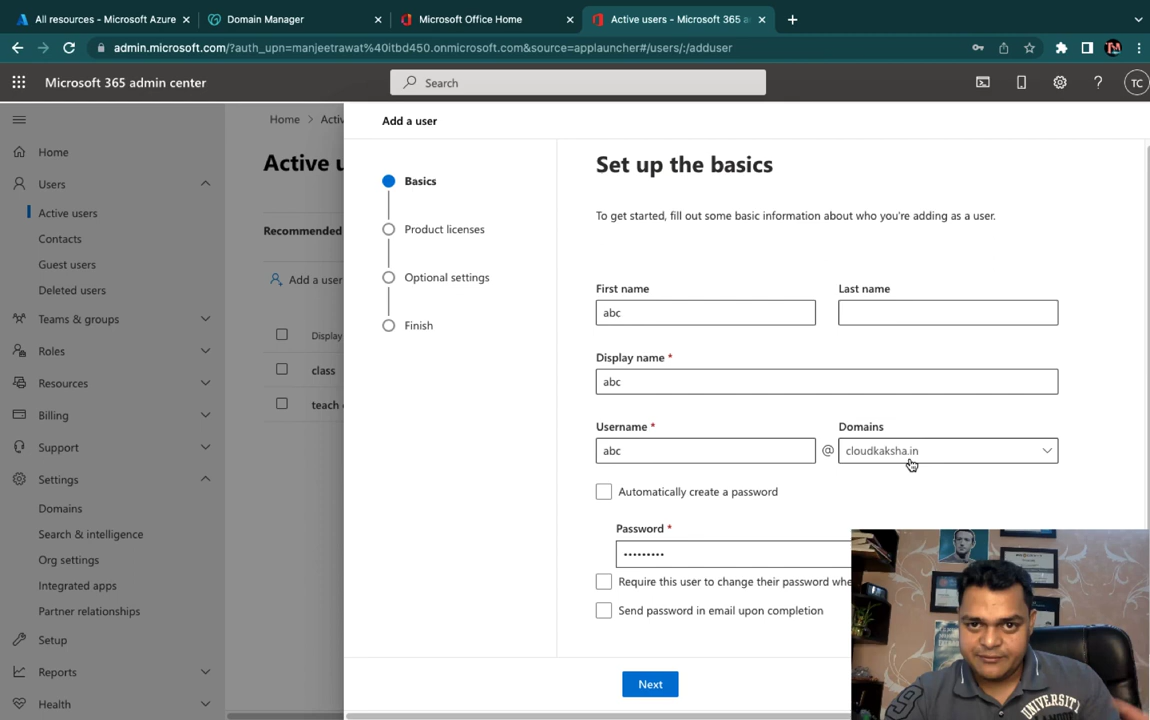 All resources - Microsoft Azure
Domain Manager
Microsoft Office Home
Active users - Microsoft 365 a
admin.microsoft.com/?auth_upn=manjeetrawat%40itbd450.onmicrosoft.com&source=applauncher#/users/:/adduser
Microsoft 365 admin center
Search
TC
Add a user
Home
Users
Active users
Contacts
Guest users
Deleted users
Teams & groups
Roles
Resources
Billing
Support
Settings
Domains
Search & intelligence
Org settings
Integrated apps
Partner relationships
Setup
Reports
Health
Home > Activ
Active u
Recommended
Add a user
Display
class
teach
Basics
Product licenses
Optional settings
Finish
Set up the basics
To get started, fill out some basic information about who you're adding as a user.
First name
Last name
abc
Display name *
abc
Username *
Domains
abc @ cloudkaksha.in
Automatically create a password
Password *
•••••••••
Require this user to change their password whe
Send password in email upon completion
Next
UNIVERSITY